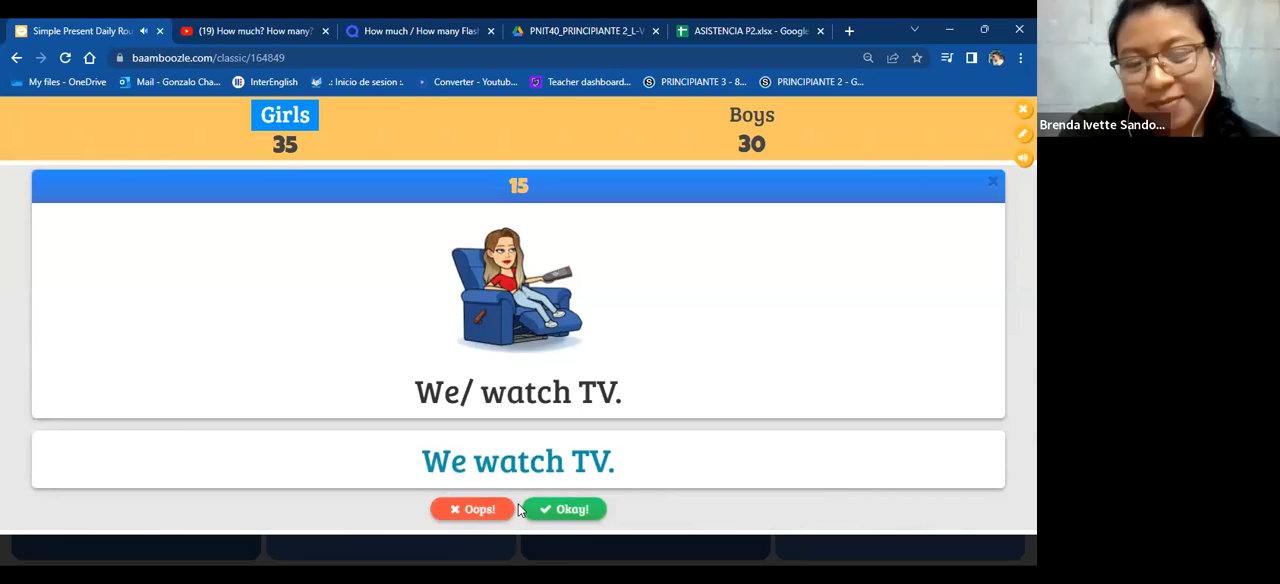 Simple Present Daily Rou
(19) How much? How many?
How much / How many Flash
PNIT40_PRINCIPIANTE 2_L-V
ASISTENCIA P2.xlsx - Google
baamboozle.com/classic/164849
My files - OneDrive
Mail - Gonzalo Cha...
InterEnglish
.: Inicio de sesion :.
Converter - Youtub...
Teacher dashboard...
PRINCIPIANTE 3 - 8...
PRINCIPIANTE 2 - G...
Girls
35
Boys
30
Brenda Ivette Sando...
15
We/ watch TV.
We watch TV.
Oops!
Okay!